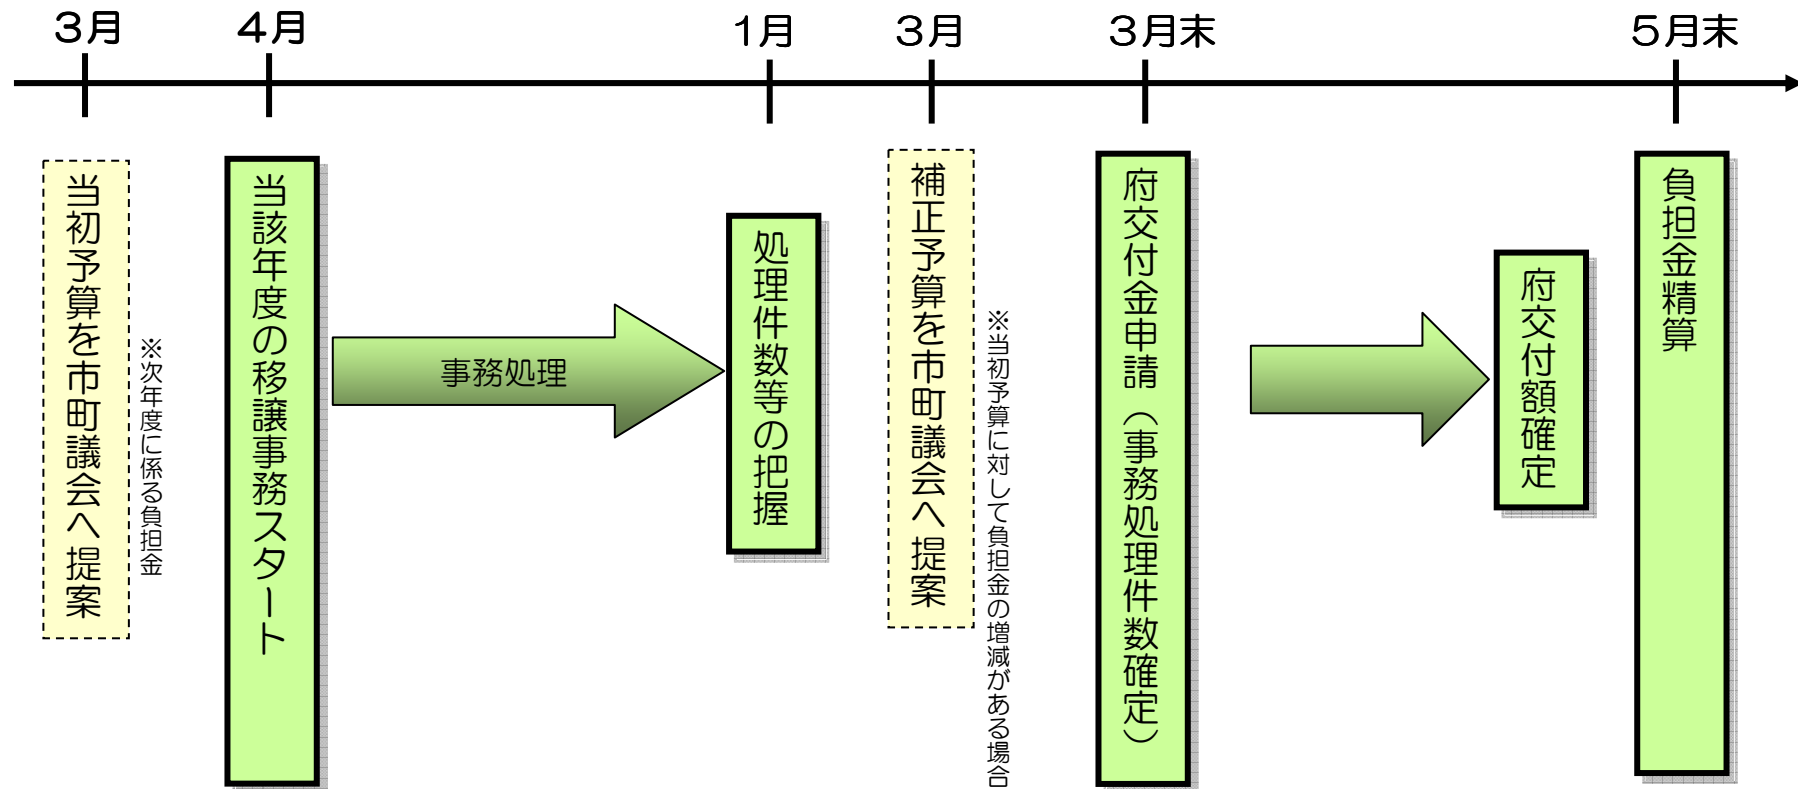 ３月
４月
１月
３月
３月末
５月末
当初予算を市町議会へ提案
※次年度に係る負担金
当該年度の移譲事務スタート
事務処理
処理件数等の把握
補正予算を市町議会へ提案
※当初予算に対して負担金の増減がある場合
府交付金申請（事務処理件数確定）
府交付額確定
負担金精算